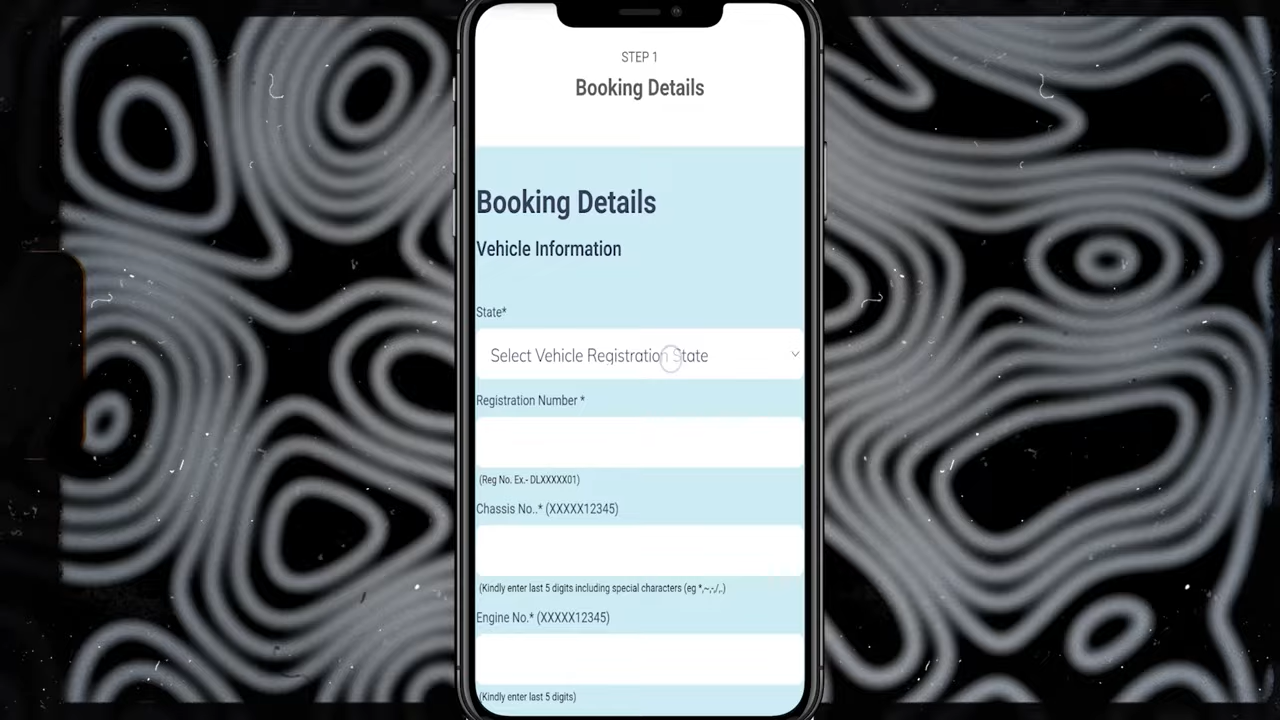 STEP 1
Booking Details
Booking Details
Vehicle Information
State*
Select Vehicle Registration State
Registration Number *
(Reg No. Ex.- DLXXXXX01)
Chassis No..* (XXXXX12345)
(Kindly enter last 5 digits including special characters (eg *,~,-,/,.)
Engine No.* (XXXXX12345)
(Kindly enter last 5 digits)